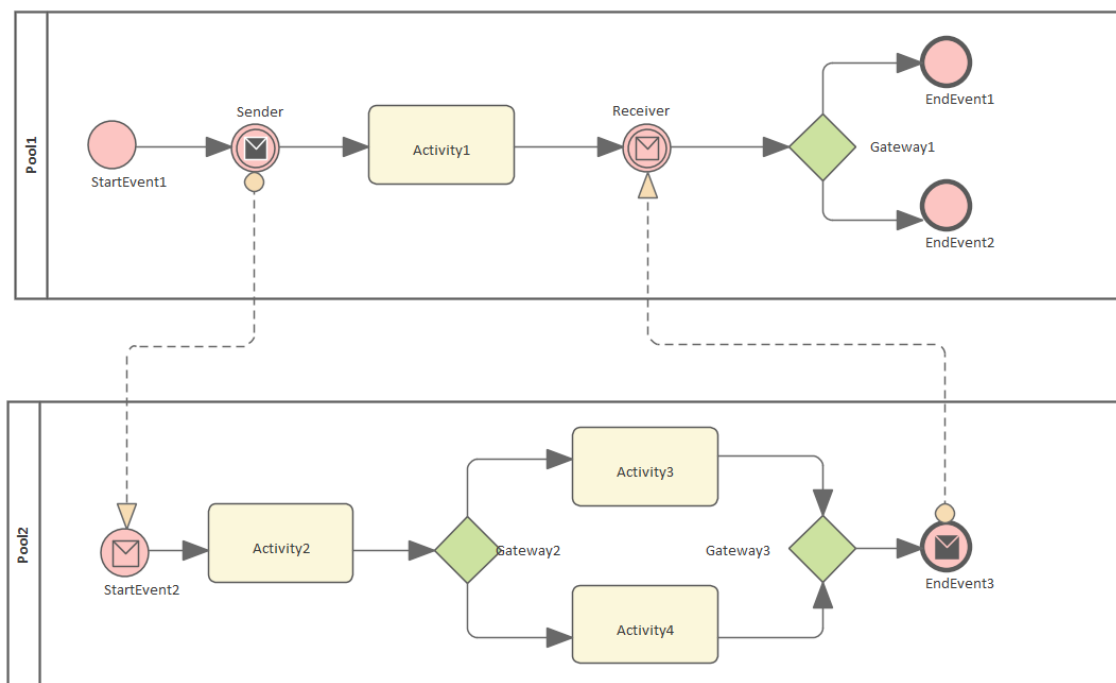 Pool1
StartEvent1
Sender
Activity1
Receiver
Gateway1
EndEvent1
EndEvent2
Pool2
StartEvent2
Activity2
Gateway2
Activity3
Activity4
Gateway3
EndEvent3